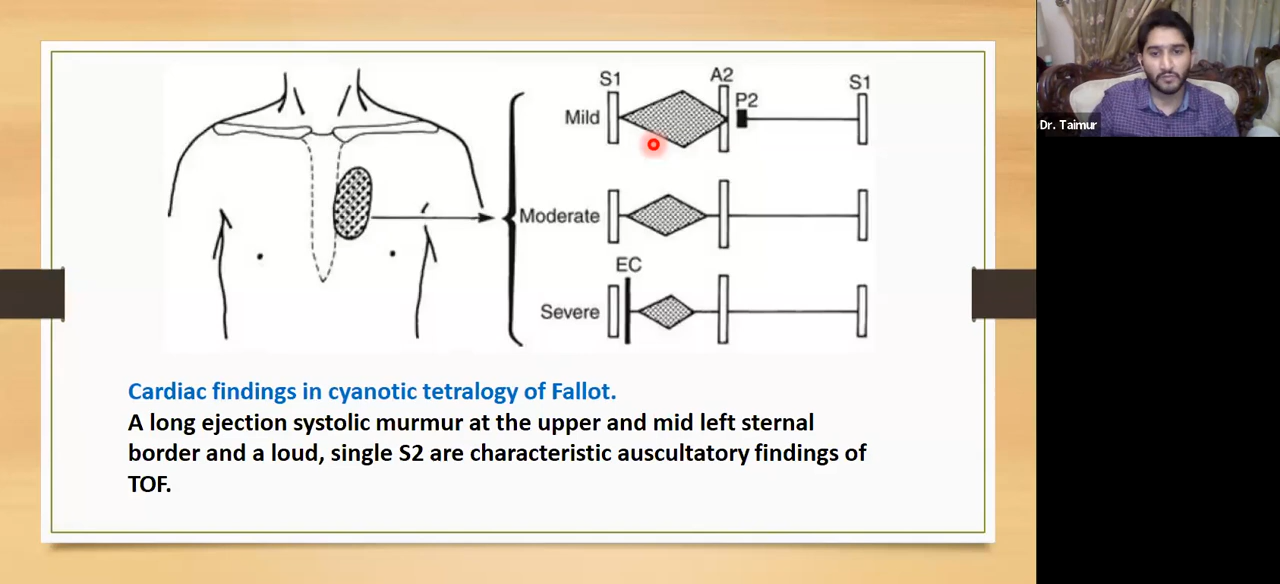 S1
A2
P2
S1
Mild
Moderate
EC
Severe
Cardiac findings in cyanotic tetralogy of Fallot.
A long ejection systolic murmur at the upper and mid left sternal
border and a loud, single S2 are characteristic auscultatory findings of
TOF.
Dr. Taimur